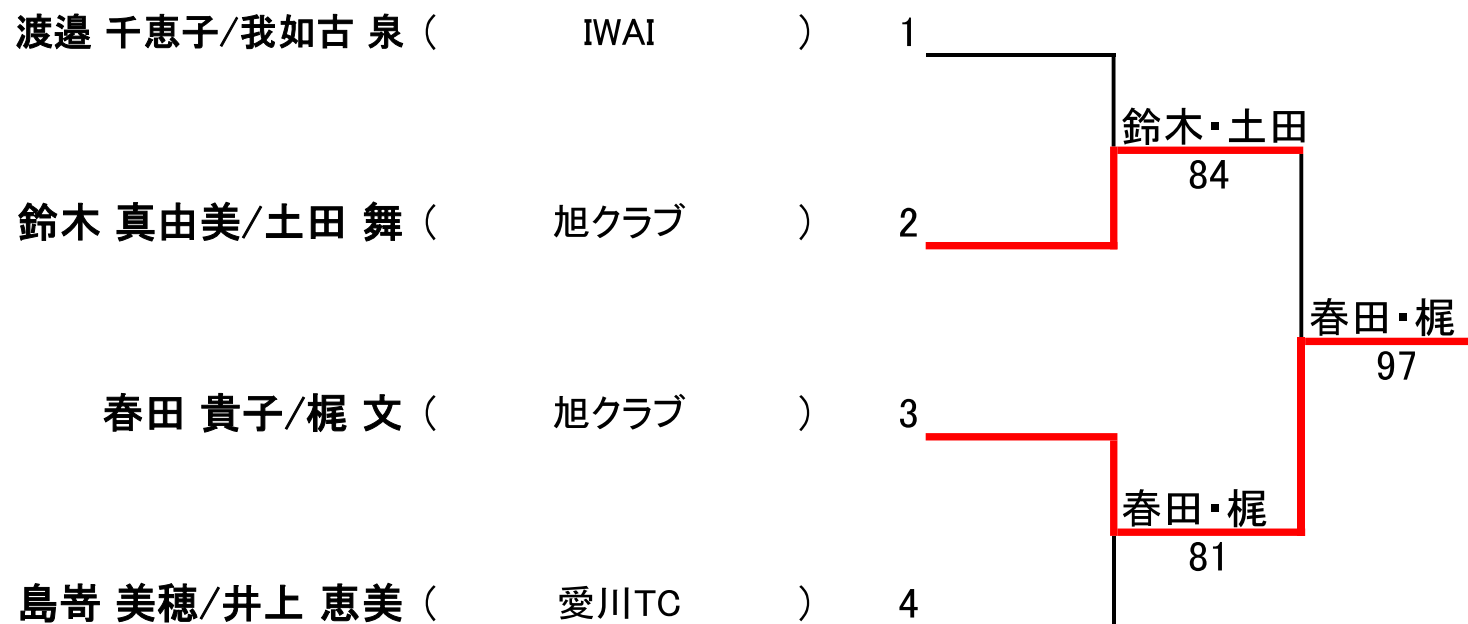 渡邉 千恵子/我如古 泉 ( IWAI ) 1
鈴木・土田
84
鈴木 真由美/土田 舞 ( 旭クラブ ) 2
春田・梶
97
春田 貴子/梶 文 ( 旭クラブ ) 3
春田・梶
81
島嵜 美穂/井上 恵美 ( 愛川TC ) 4